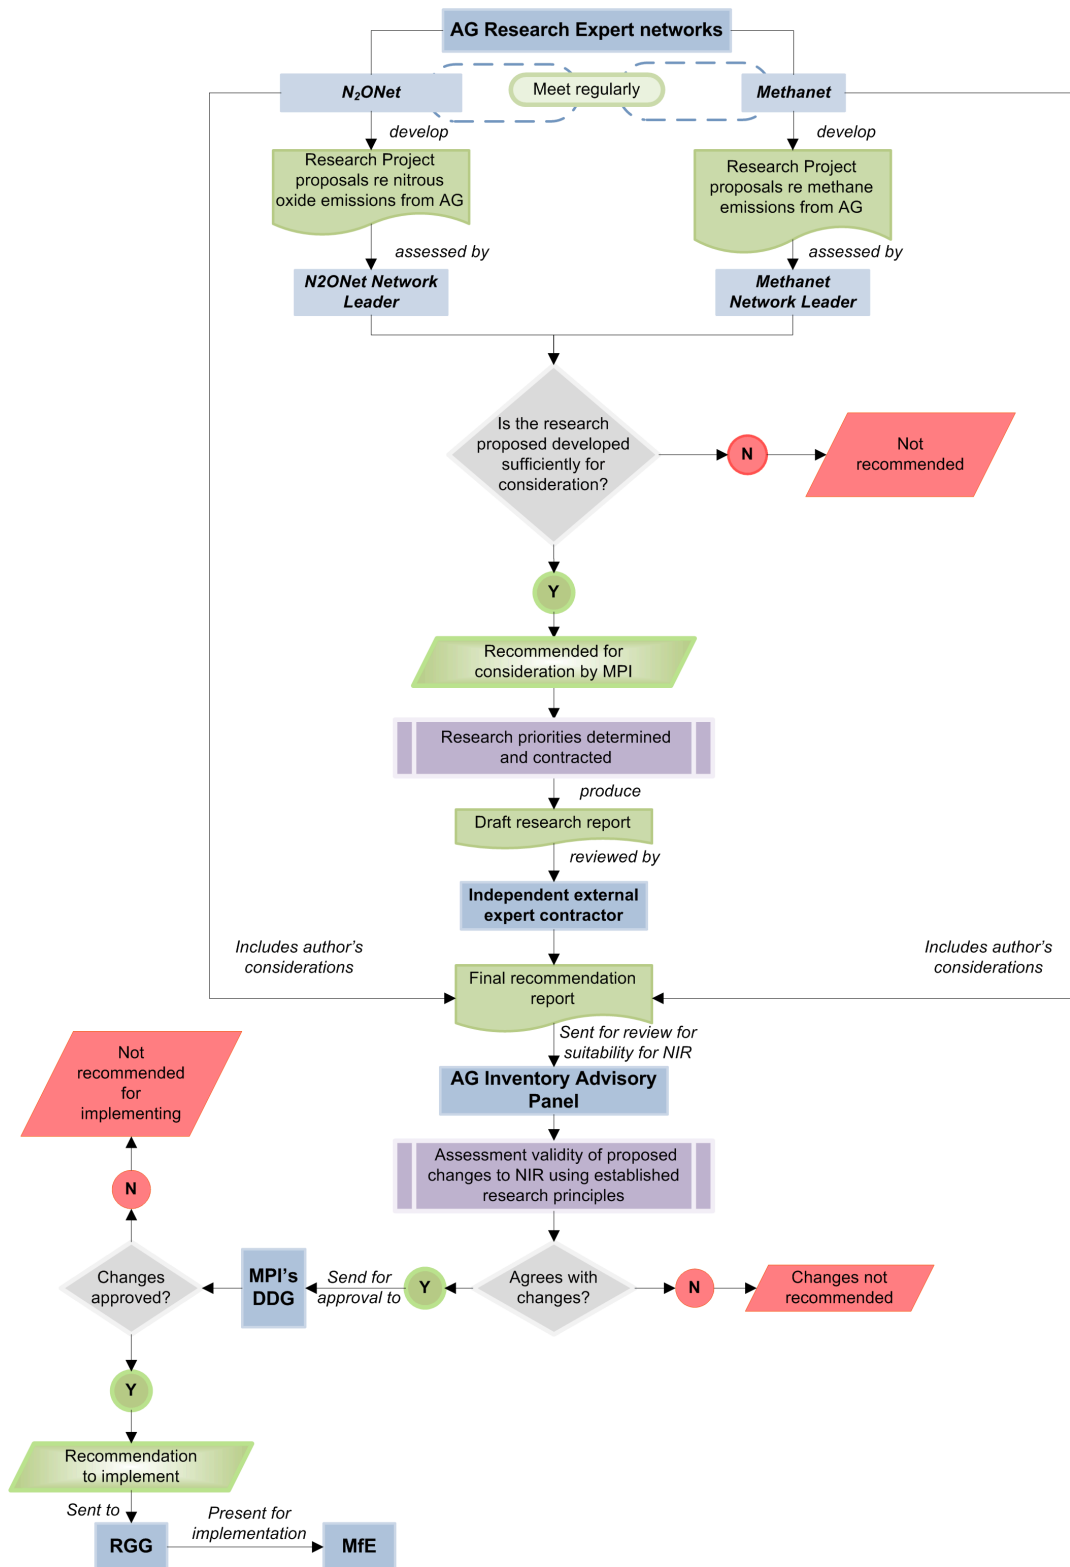 AG Research Expert networks
N₂ONet
Meet regularly
Methanet
develop
develop
Research Project
proposals re nitrous
oxide emissions from AG
Research Project
proposals re methane
emissions from AG
assessed by
assessed by
N2ONet Network
Leader
Methanet
Network Leader
Is the research
proposed developed
sufficiently for
consideration?
N
Not
recommended
Y
Recommended for
consideration by MPI
Research priorities determined
and contracted
produce
Draft research report
reviewed by
Independent external
expert contractor
Includes author’s
considerations
Includes author’s
considerations
Final recommendation
report
Sent for review for
suitability for NIR
AG Inventory Advisory
Panel
Assessment validity of proposed
changes to NIR using established
research principles
Agrees with
changes?
N
Changes not
recommended
Y
Send for
approval to
MPI’s
DDG
Changes
approved?
N
Not
recommended
for
implementing
Y
Recommendation
to implement
Sent to
RGG
Present for
implementation
MfE